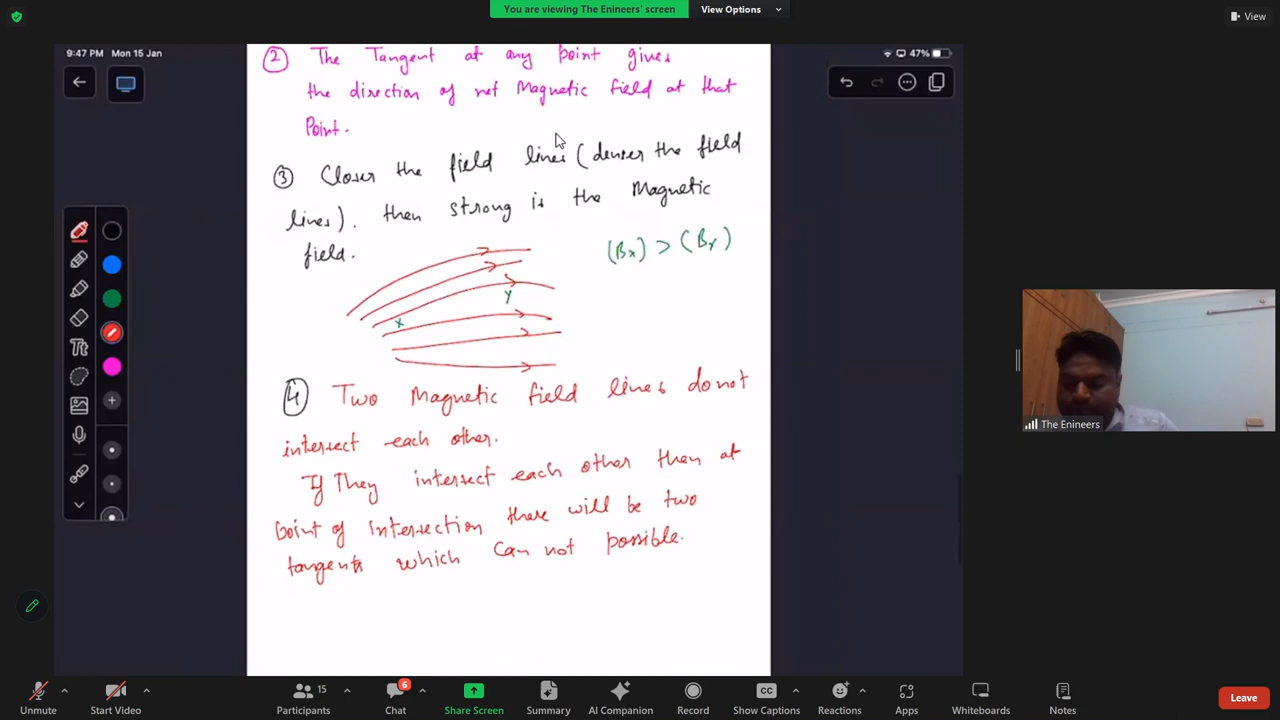 You are viewing The Enineers' screen
View Options
View
9:47 PM Mon 15 Jan
47%
② The Tangent at any point gives
the direction of net Magnetic field at that
Point.
③ Closer the field lines (denser the field
lines). then strong is the Magnetic
field.
(Bx) > (By)
X
Y
④ Two Magnetic field lines do not
intersect each other.
If They intersect each other then at
point of intersection there will be two
tangents which can not possible.
Tt
The Enineers
Unmute
Start Video
15
Participants
6
Chat
Share Screen
Summary
AI Companion
Record
CC
Show Captions
Reactions
Apps
Whiteboards
Notes
Leave